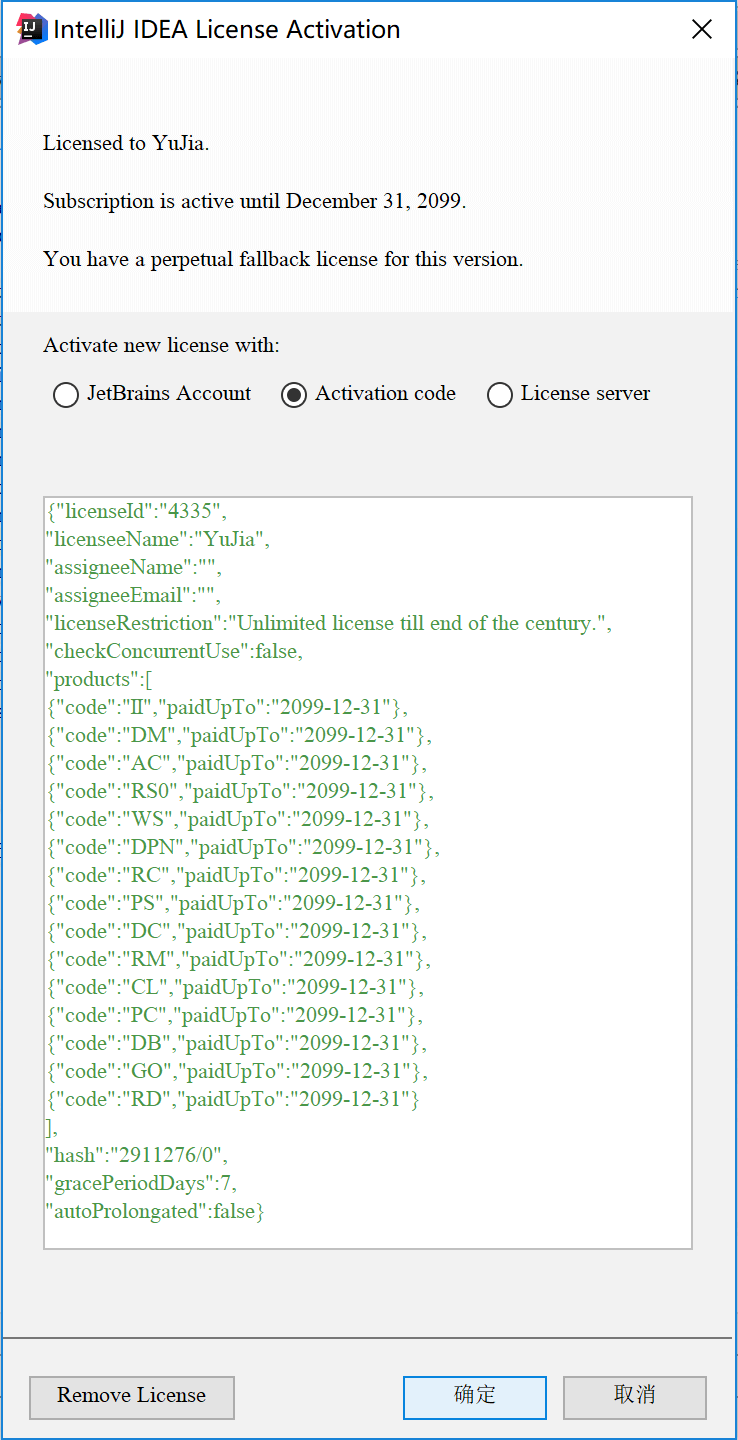 IntelliJ IDEA License Activation
Licensed to YuJia.
Subscription is active until December 31, 2099.
You have a perpetual fallback license for this version.
Activate new license with:
JetBrains Account Activation code License server
{"licenseId":"4335",
"licenseeName":"YuJia",
"assigneeName":"",
"assigneeEmail":"",
"licenseRestriction":"Unlimited license till end of the century.",
"checkConcurrentUse":false,
"products":[
{"code":"II","paidUpTo":"2099-12-31"},
{"code":"DM","paidUpTo":"2099-12-31"},
{"code":"AC","paidUpTo":"2099-12-31"},
{"code":"RS0","paidUpTo":"2099-12-31"},
{"code":"WS","paidUpTo":"2099-12-31"},
{"code":"DPN","paidUpTo":"2099-12-31"},
{"code":"RC","paidUpTo":"2099-12-31"},
{"code":"PS","paidUpTo":"2099-12-31"},
{"code":"DC","paidUpTo":"2099-12-31"},
{"code":"RM","paidUpTo":"2099-12-31"},
{"code":"CL","paidUpTo":"2099-12-31"},
{"code":"PC","paidUpTo":"2099-12-31"},
{"code":"DB","paidUpTo":"2099-12-31"},
{"code":"GO","paidUpTo":"2099-12-31"},
{"code":"RD","paidUpTo":"2099-12-31"}
],
"hash":"2911276/0",
"gracePeriodDays":7,
"autoProlongated":false}
Remove License 确定 取消